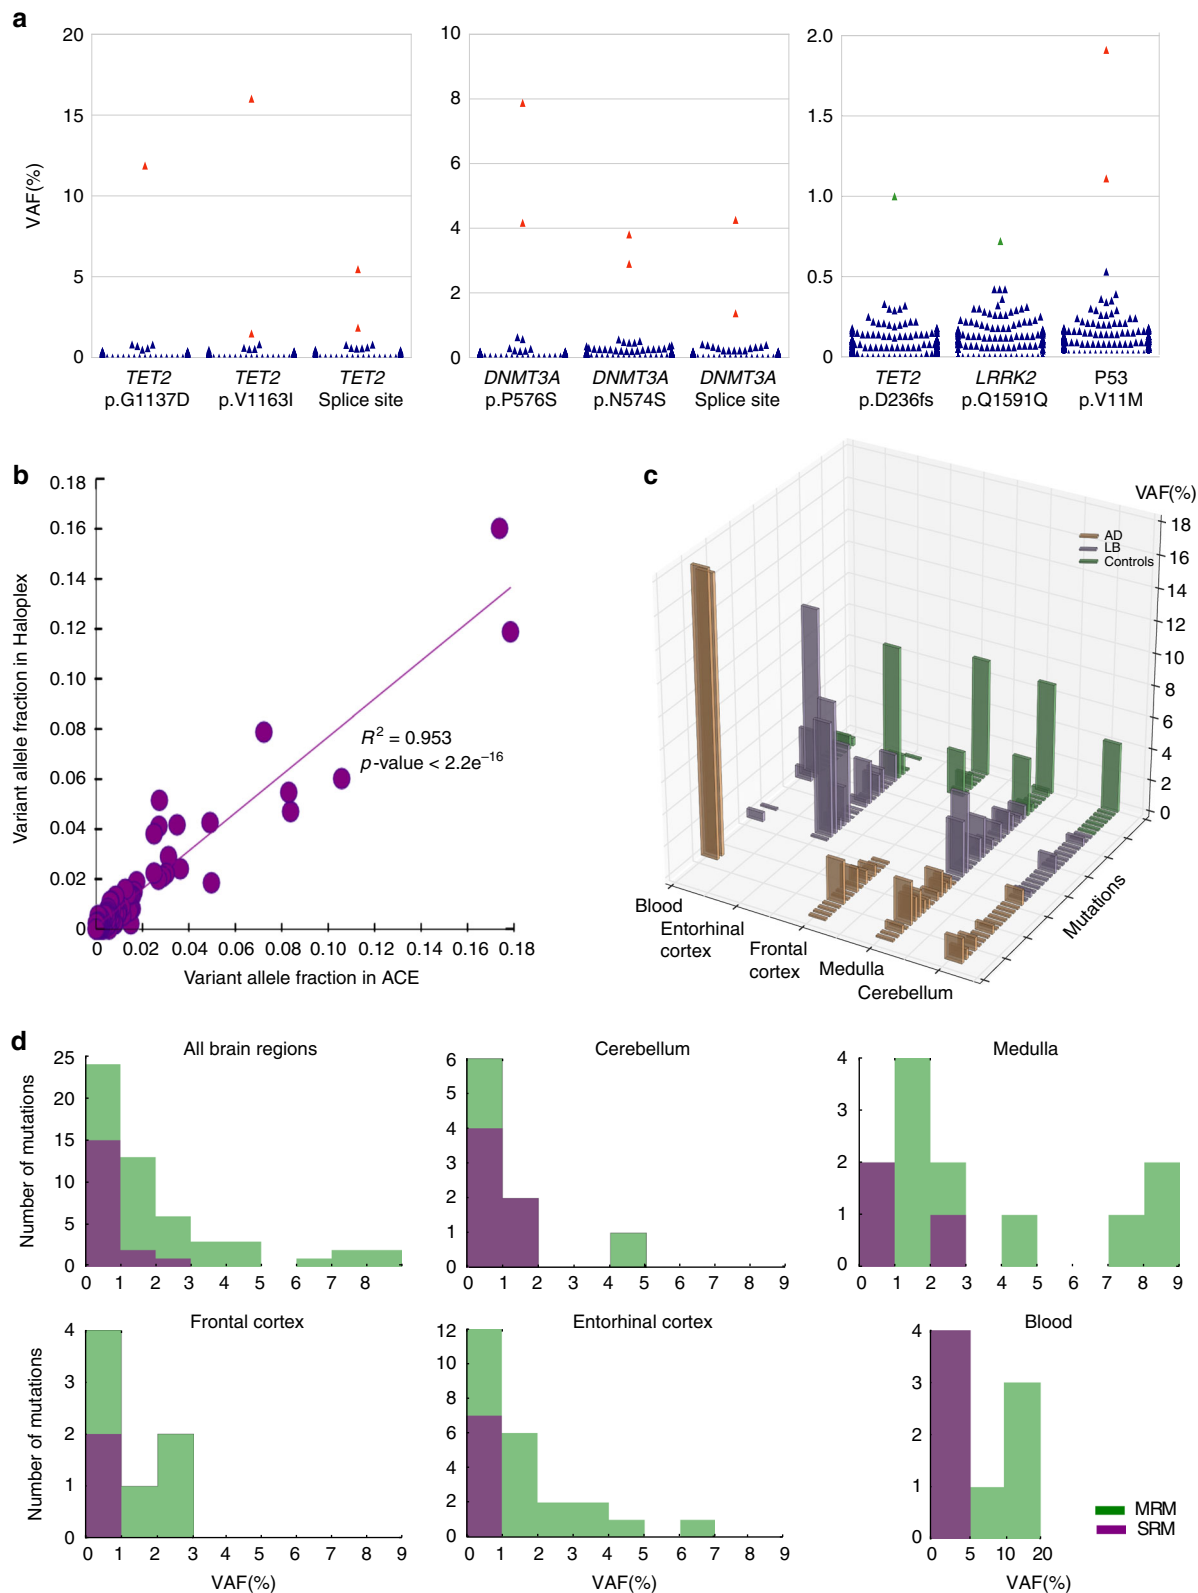 a
VAF(%)
20
15
10
5
0
TET2
p.G1137D
TET2
p.V1163I
TET2
Splice site
10
8
6
4
2
0
DNMT3A
p.P576S
DNMT3A
p.N574S
DNMT3A
Splice site
2.0
1.5
1.0
0.5
0
TET2
p.D236fs
LRRK2
p.Q1591Q
P53
p.V11M
b
Variant allele fraction in Haloplex
0.18
0.16
0.14
0.12
0.10
0.08
0.06
0.04
0.02
0
R² = 0.953
p-value < 2.2e⁻¹⁶
0 0.02 0.04 0.06 0.08 0.10 0.12 0.14 0.16 0.18
Variant allele fraction in ACE
c
VAF(%)
AD
LB
Controls
18
16
14
12
10
8
6
4
2
0
Blood
Entorhinal
cortex
Frontal
cortex
Medulla
Cerebellum
Mutations
d
All brain regions
Number of mutations
25
20
15
10
5
0
0 1 2 3 4 5 6 7 8
Cerebellum
6
5
4
3
2
1
0
0 1 2 3 4 5 6 7 8 9
Medulla
4
3
2
1
0
0 1 2 3 4 5 6 7 8 9
Frontal cortex
Number of mutations
4
3
2
1
0
0 1 2 3 4 5 6 7 8 9
VAF(%)
Entorhinal cortex
12
10
8
6
4
2
0
0 1 2 3 4 5 6 7 8 9
VAF(%)
Blood
4
3
2
1
0
0 5 10 20
VAF(%)
MRM
SRM